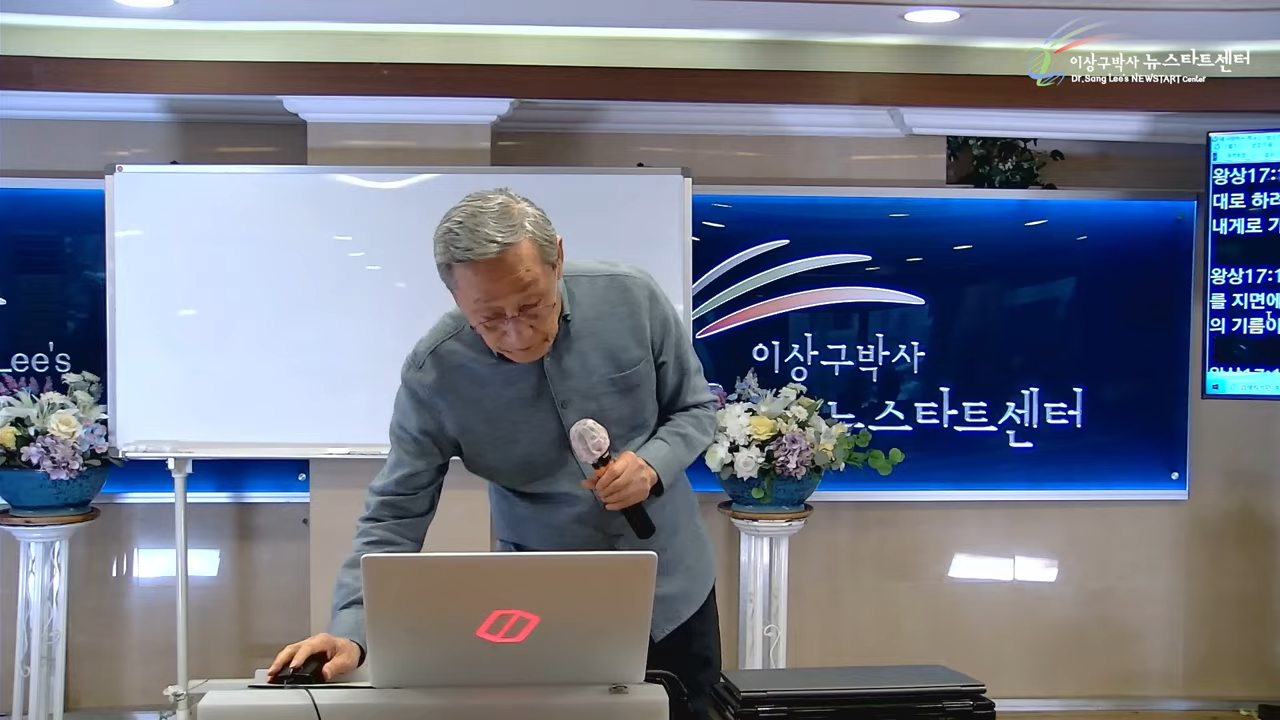 이상구박사 뉴스타트센터
Dr. Sang Lee's NEWSTART Center
Lee's
이상구박사
뉴스타트센터
왕상17:
대로 하
내게로
왕상17:1
를 지면에
의 기름이